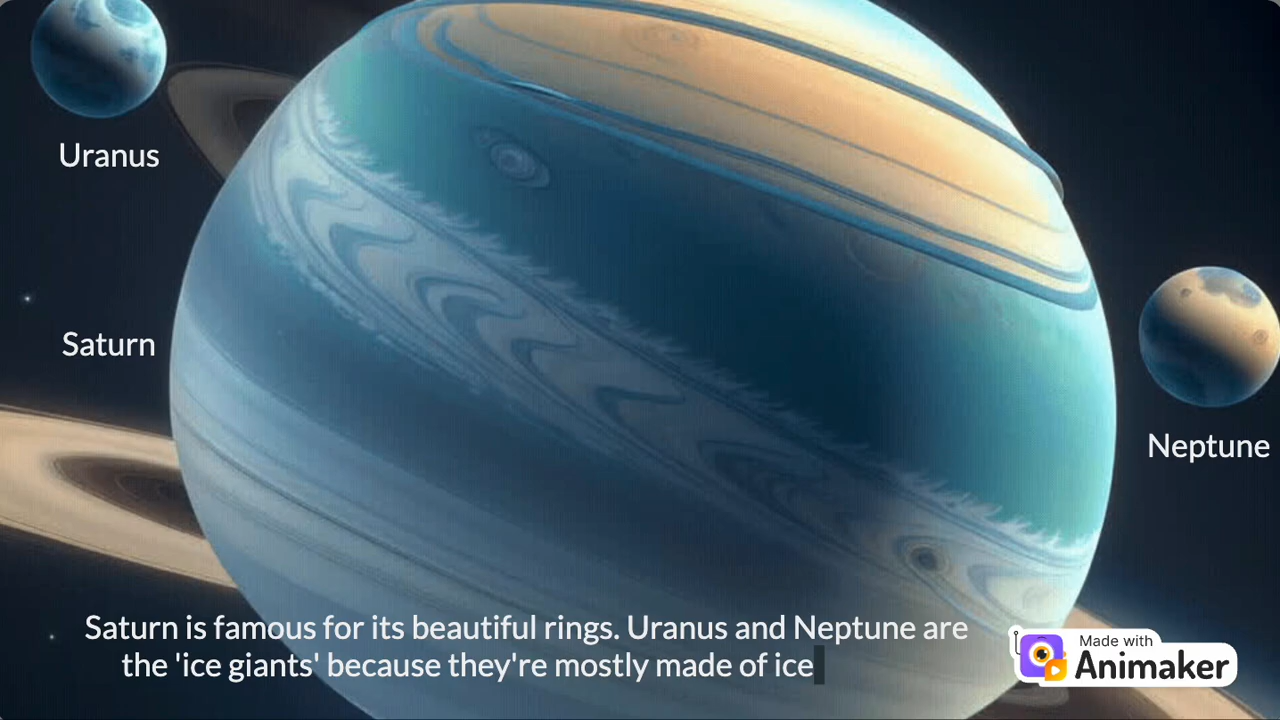 Uranus
Saturn
Neptune
Saturn is famous for its beautiful rings. Uranus and Neptune are
the 'ice giants' because they're mostly made of ice
Made with
Animaker